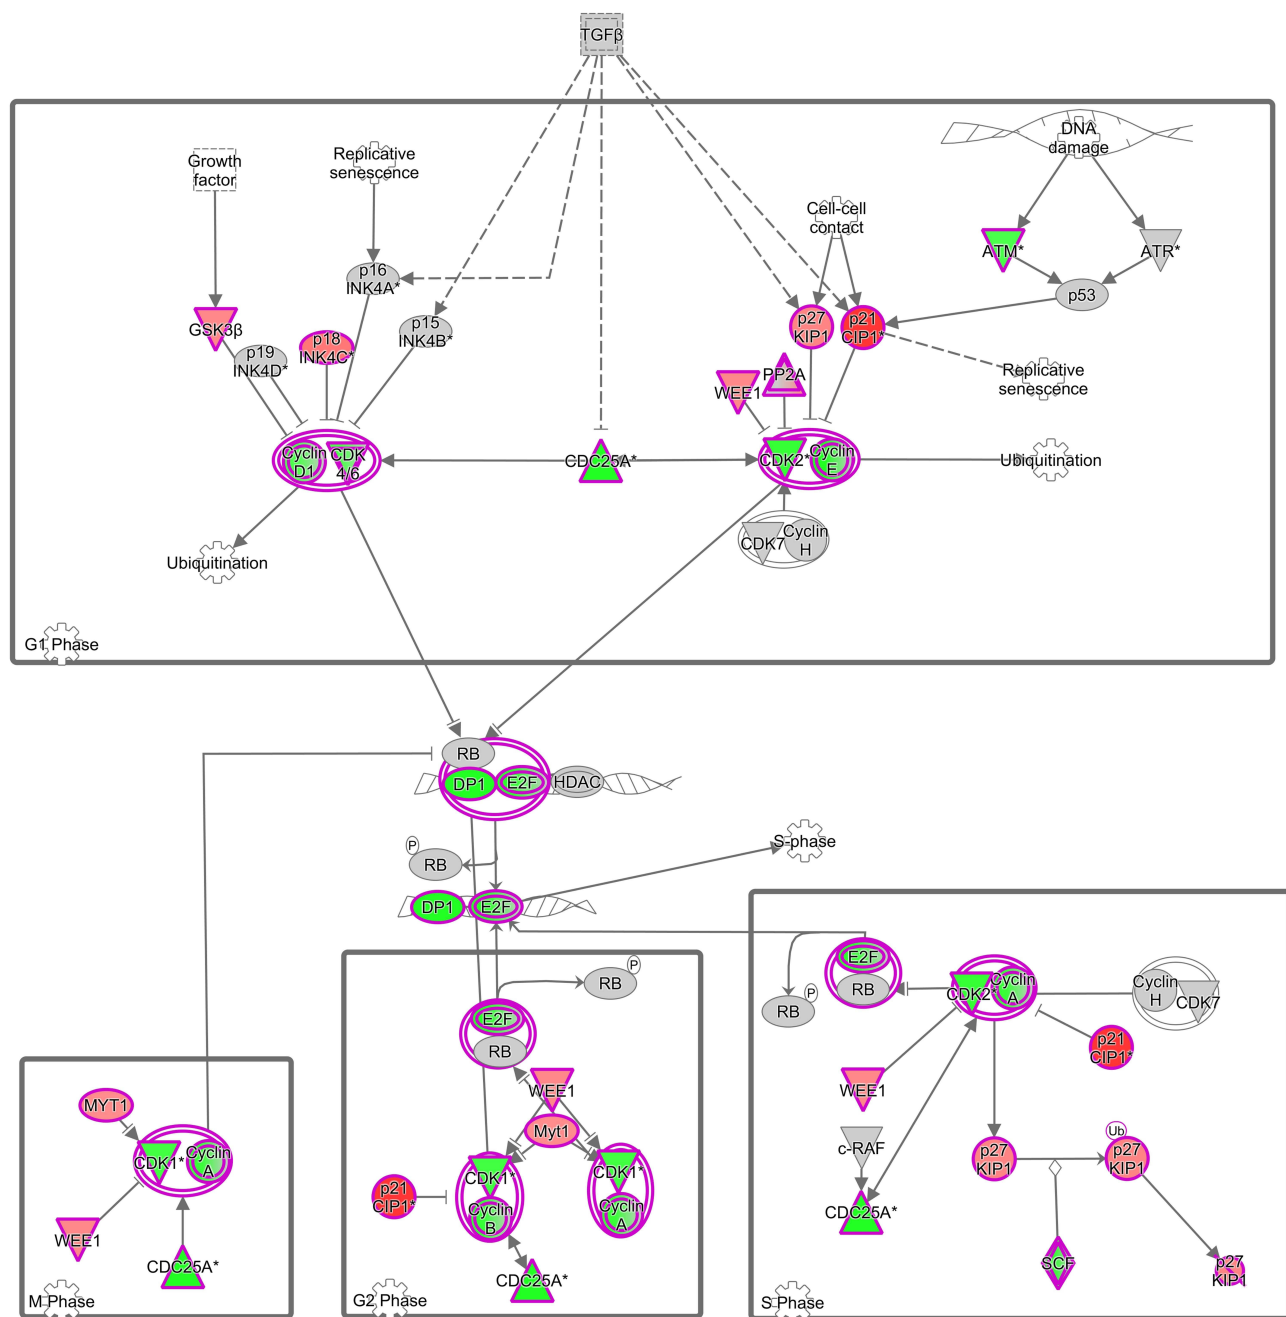 TGFβ
DNA
damage
Growth
factor
Replicative
senescence
Cell-cell
contact
ATM*
ATR*
p53
p16
INK4A*
p15
INK4B*
GSK3β
p19
INK4D*
p18
INK4C*
p27
KIP1
p21
CIP1*
Replicative
senescence
WEE1
PP2A
Cyclin
D1
CDK
4/6
CDC25A*
CDK2*
Cyclin
E
Ubiquitination
CDK7
Cyclin
H
Ubiquitination
G1 Phase
RB
DP1
E2F
HDAC
S-phase
P
RB
DP1
E2F
E2F
RB
P
RB
CDK2*
Cyclin
A
Cyclin
H
CDK7
p21
CIP1*
WEE1
c-RAF
CDC25A*
p27
KIP1
Ub
p27
KIP1
SCF
p27
KIP1
S Phase
P
RB
E2F
RB
WEE1
Myt1
CDK1*
Cyclin
B
CDK1*
Cyclin
A
p21
CIP1*
CDC25A*
G2 Phase
MYT1
CDK1*
Cyclin
A
WEE1
CDC25A*
M Phase